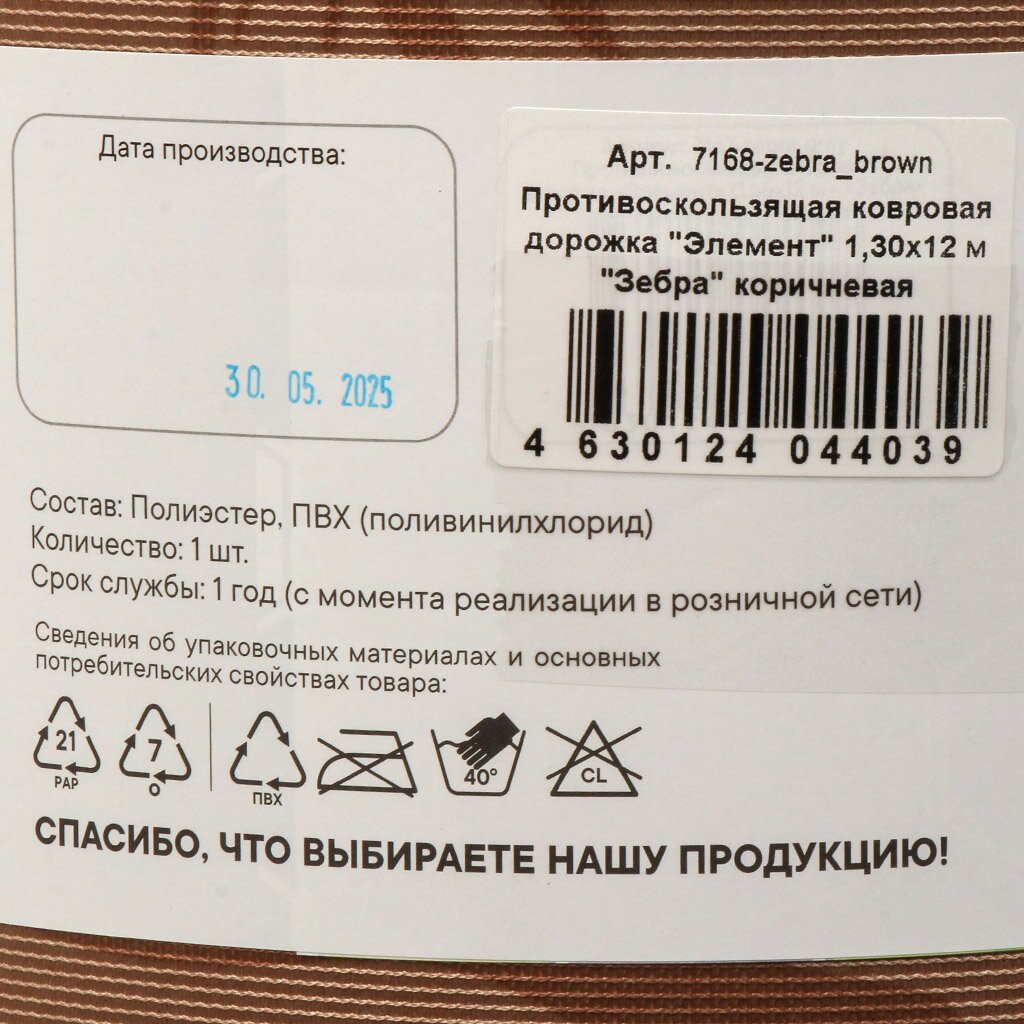 Дата производства:
30. 05. 2025
Арт. 7168-zebra_brown
Противоскользящая ковровая
дорожка "Элемент" 1,30х12 м
"Зебра" коричневая
4 630124 044039
Состав: Полиэстер, ПВХ (поливинилхлорид)
Количество: 1 шт.
Срок службы: 1 год (с момента реализации в розничной сети)
Сведения об упаковочных материалах и основных
потребительских свойствах товара:
21 7 40° CL
PAP O ПВХ
СПАСИБО, ЧТО ВЫБИРАЕТЕ НАШУ ПРОДУКЦИЮ!